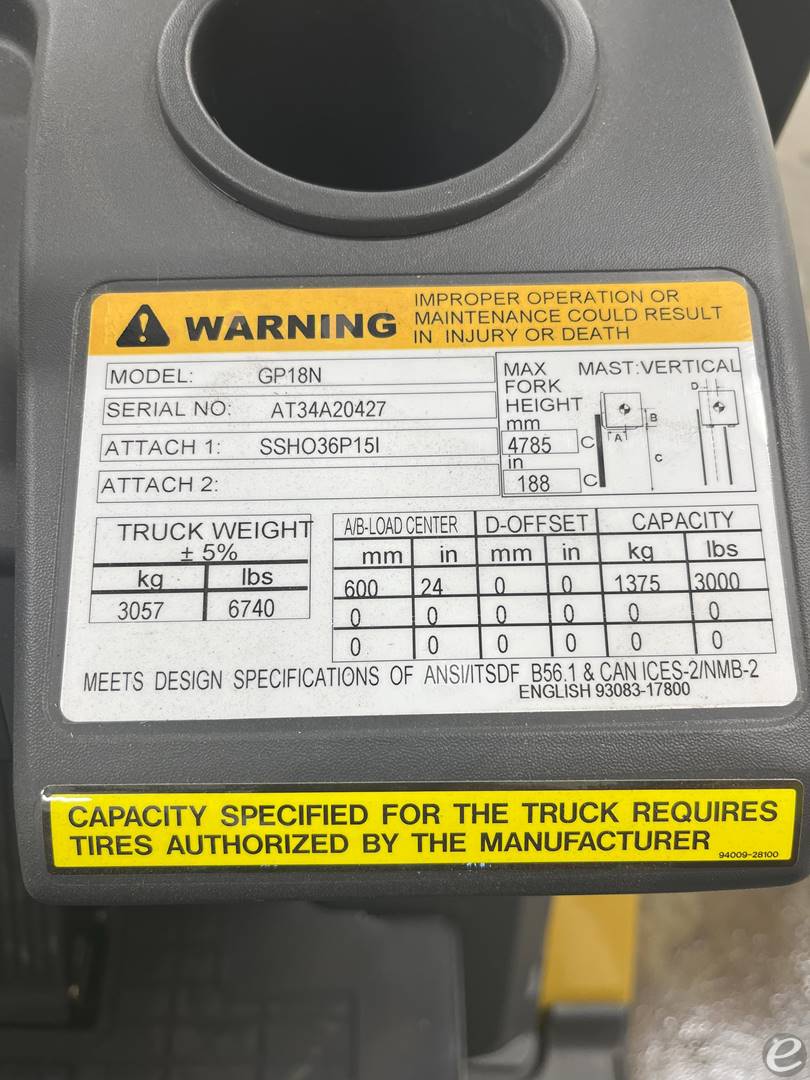 WARNING
IMPROPER OPERATION OR
MAINTENANCE COULD RESULT
IN INJURY OR DEATH
MODEL: GP18N
SERIAL NO: AT34A20427
ATTACH 1: SSHO36P15I
ATTACH 2:
MAX FORK HEIGHT
MAST:VERTICAL
mm
4785 C
in
188 C
D
B
A
C
TRUCK WEIGHT
± 5%
kg lbs
3057 6740
A/B-LOAD CENTER D-OFFSET CAPACITY
mm in mm in kg lbs
600 24 0 0 1375 3000
0 0 0 0 0 0
0 0 0 0 0 0
MEETS DESIGN SPECIFICATIONS OF ANSI/ITSDF B56.1 & CAN ICES-2/NMB-2
ENGLISH 93083-17800
CAPACITY SPECIFIED FOR THE TRUCK REQUIRES
TIRES AUTHORIZED BY THE MANUFACTURER
94009-28100
e